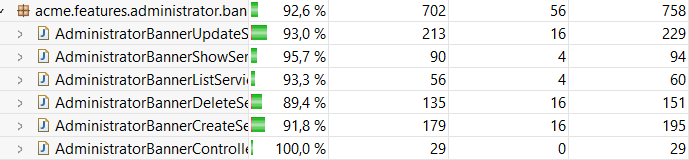 acme.features.administrator.ban 92,6 % 702 56 758
AdministratorBannerUpdateS 93,0 % 213 16 229
AdministratorBannerShowSer 95,7 % 90 4 94
AdministratorBannerListServic 93,3 % 56 4 60
AdministratorBannerDeleteSe 89,4 % 135 16 151
AdministratorBannerCreateSe 91,8 % 179 16 195
AdministratorBannerControlle 100,0 % 29 0 29